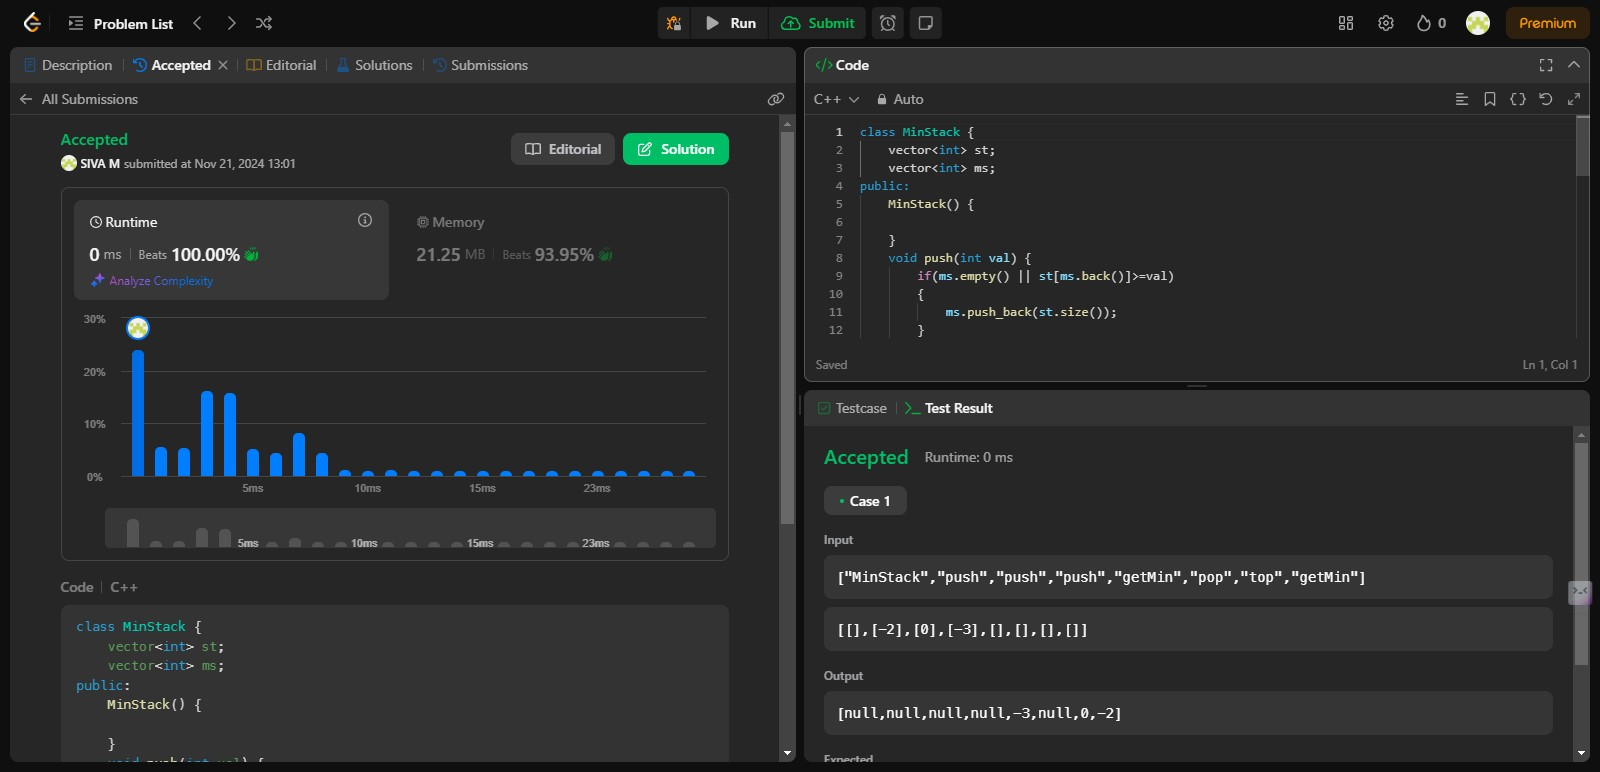 Problem List
Run
Submit
0
Premium
Description
Accepted
Editorial
Solutions
Submissions
All Submissions
Accepted
SIVA M submitted at Nov 21, 2024 13:01
Editorial
Solution
Runtime
0 ms | Beats 100.00%
Analyze Complexity
Memory
21.25 MB | Beats 93.95%
30%
20%
10%
0%
5ms 10ms 15ms 23ms
5ms 10ms 15ms 23ms
Code | C++
class MinStack {
vector<int> st;
vector<int> ms;
public:
MinStack() {
}
void push(int val) {
Code
C++ Auto
1 class MinStack {
2 vector<int> st;
3 vector<int> ms;
4 public:
5 MinStack() {
6
7 }
8 void push(int val) {
9 if(ms.empty() || st[ms.back()]>=val)
10 {
11 ms.push_back(st.size());
12 }
Saved
Ln 1, Col 1
Testcase
>_ Test Result
Accepted Runtime: 0 ms
Case 1
Input
["MinStack","push","push","push","getMin","pop","top","getMin"]
[[],[-2],[0],[-3],[],[],[],[]]
Output
[null,null,null,null,-3,null,0,-2]
Expected